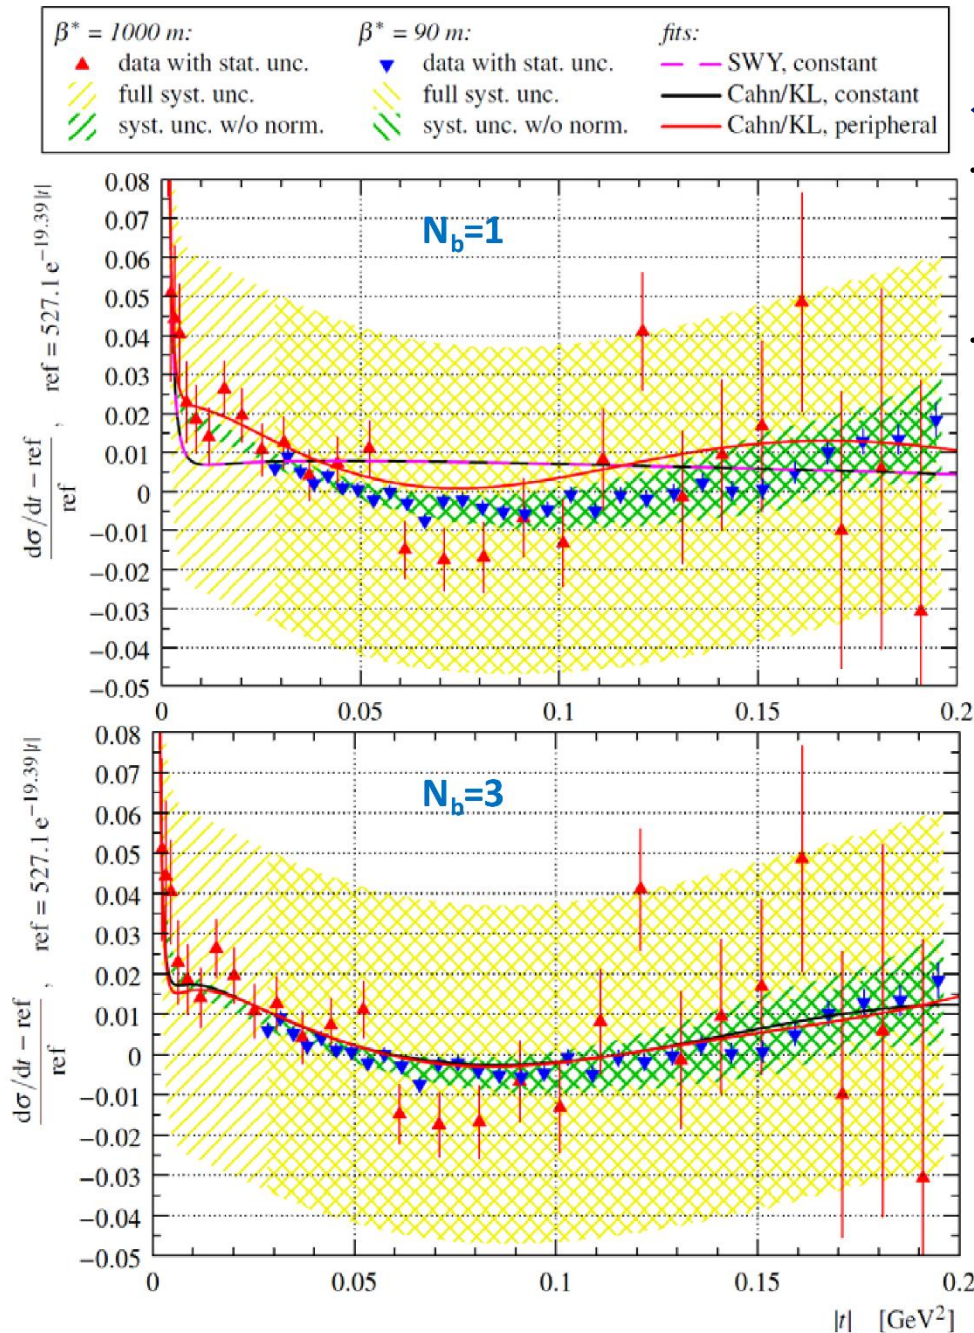 β* = 1000 m: β* = 90 m: fits:
data with stat. unc. data with stat. unc. SWY, constant
full syst. unc. full syst. unc. Cahn/KL, constant
syst. unc. w/o norm. syst. unc. w/o norm. Cahn/KL, peripheral
N_b=1
dσ/dt − ref / ref , ref = 527.1 e^{−19.39|t|}
0.08
0.07
0.06
0.05
0.04
0.03
0.02
0.01
0
−0.01
−0.02
−0.03
−0.04
−0.05
0 0.05 0.1 0.15 0.2
N_b=3
dσ/dt − ref / ref , ref = 527.1 e^{−19.39|t|}
0.08
0.07
0.06
0.05
0.04
0.03
0.02
0.01
0
−0.01
−0.02
−0.03
−0.04
−0.05
0 0.05 0.1 0.15 0.2
|t| [GeV²]